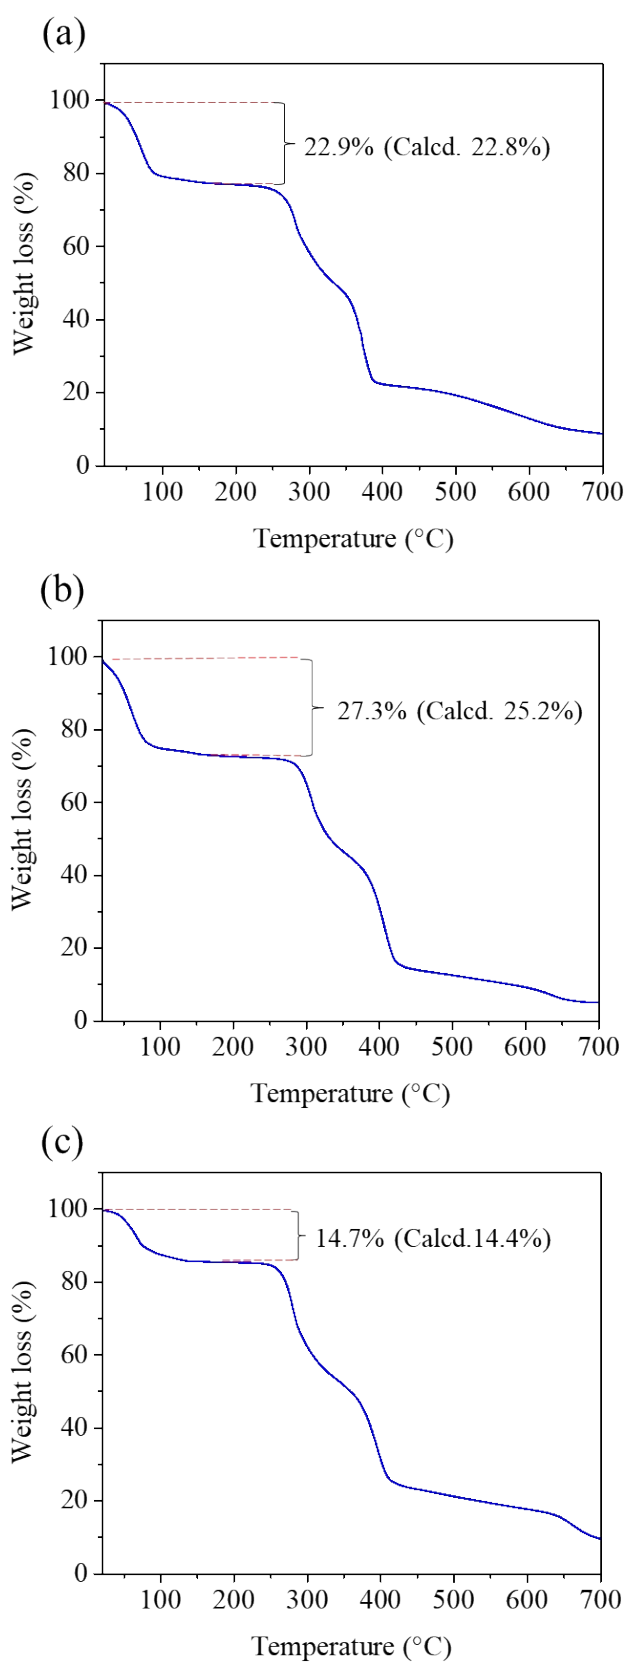 (a)
Weight loss (%)
100
80
60
40
20
0
22.9% (Calcd. 22.8%)
100 200 300 400 500 600 700
Temperature (°C)
(b)
Weight loss (%)
100
80
60
40
20
0
27.3% (Calcd. 25.2%)
100 200 300 400 500 600 700
Temperature (°C)
(c)
Weight loss (%)
100
80
60
40
20
0
14.7% (Calcd.14.4%)
100 200 300 400 500 600 700
Temperature (°C)